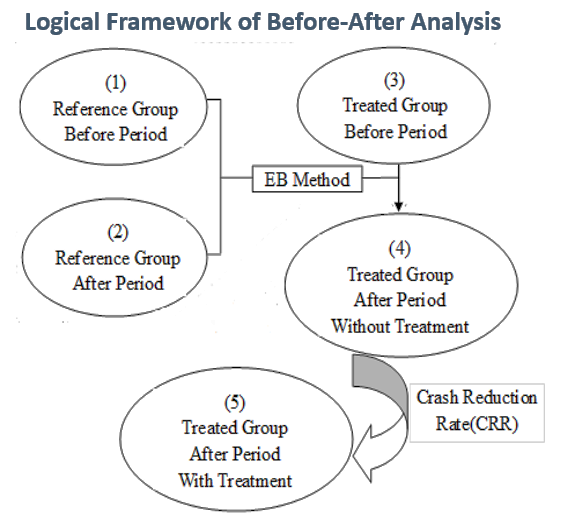 Logical Framework of Before-After Analysis
(1)
Reference Group
Before Period
(3)
Treated Group
Before Period
EB Method
(2)
Reference Group
After Period
(4)
Treated Group
After Period
Without Treatment
Crash Reduction
Rate(CRR)
(5)
Treated Group
After Period
With Treatment